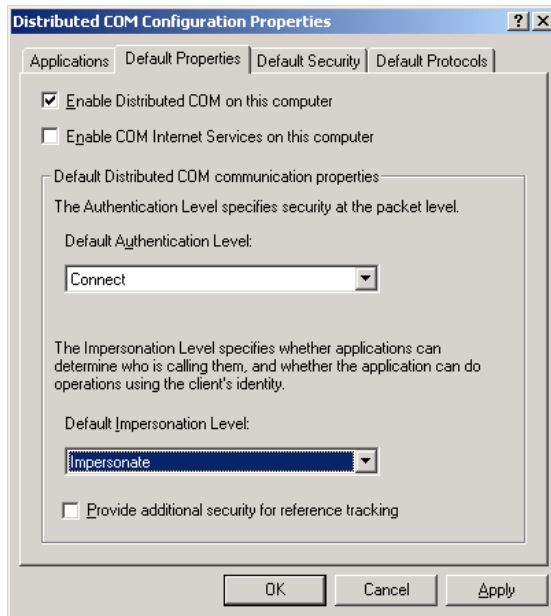 Distributed COM Configuration Properties
Applications
Default Properties
Default Security
Default Protocols
Enable Distributed COM on this computer
Enable COM Internet Services on this computer
Default Distributed COM communication properties
The Authentication Level specifies security at the packet level.
Default Authentication Level:
Connect
The Impersonation Level specifies whether applications can
determine who is calling them, and whether the application can do
operations using the client's identity.
Default Impersonation Level:
Impersonate
Provide additional security for reference tracking
OK
Cancel
Apply